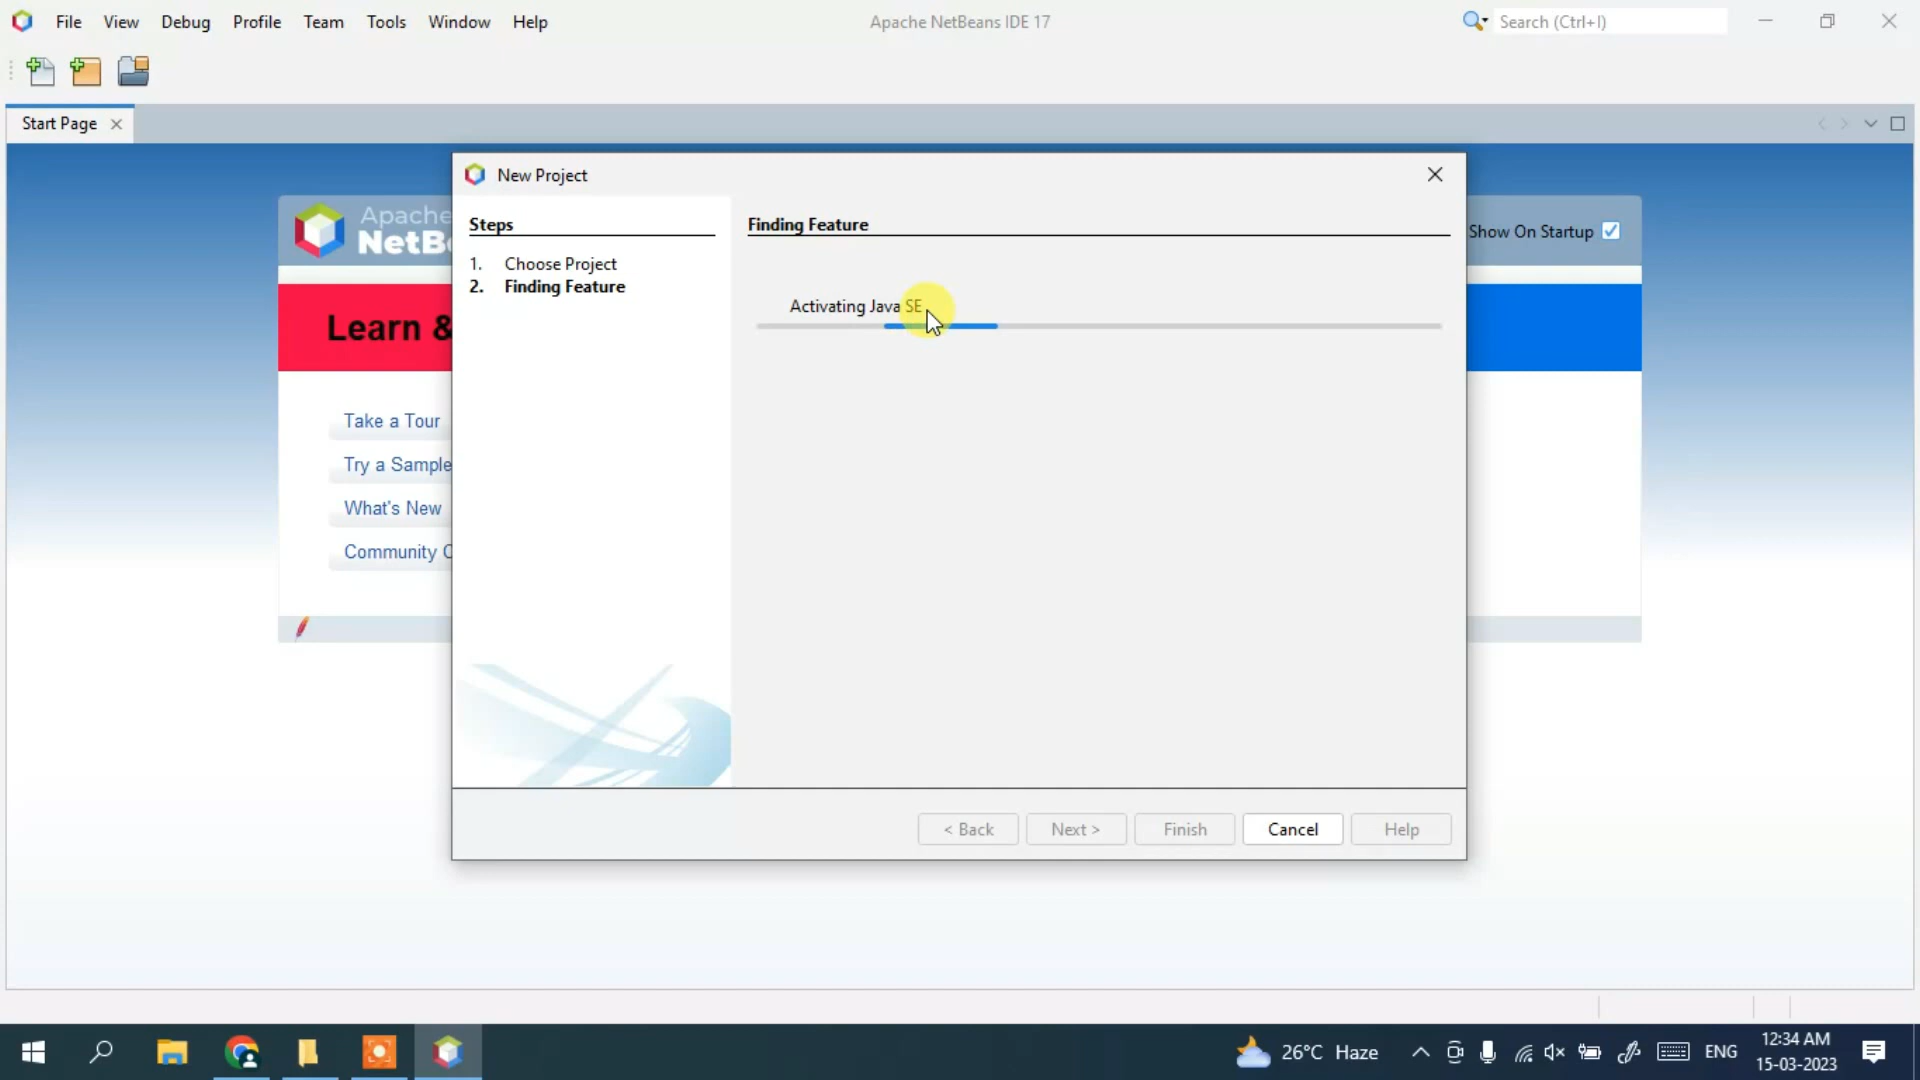 File View Debug Profile Team Tools Window Help
Apache NetBeans IDE 17
Search (Ctrl+I)
Start Page
New Project
Apache
NetB
Show On Startup
Steps
1. Choose Project
2. Finding Feature
Finding Feature
Activating Java SE
Learn &
Take a Tour
Try a Sample
What's New
Community
< Back Next > Finish Cancel Help
26°C Haze
ENG
12:34 AM
15-03-2023